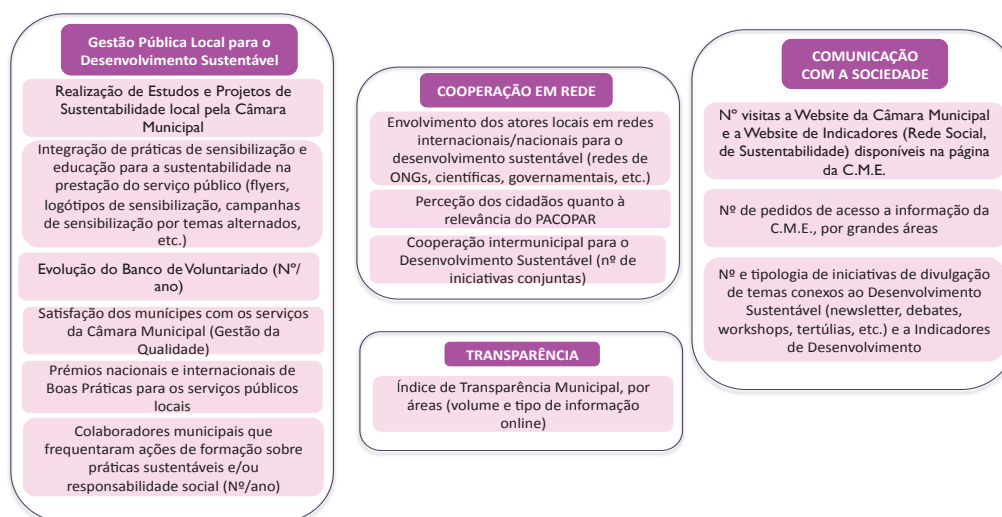 Gestão Pública Local para o
Desenvolvimento Sustentável
Realização de Estudos e Projetos de
Sustentabilidade local pela Câmara
Municipal
Integração de práticas de sensibilização e
educação para a sustentabilidade na
prestação do serviço público (flyers,
logótipos de sensibilização, campanhas
de sensibilização por temas alternados,
etc.)
Evolução do Banco de Voluntariado (Nº/
ano)
Satisfação dos munícipes com os serviços
da Câmara Municipal (Gestão da
Qualidade)
Prémios nacionais e internacionais de
Boas Práticas para os serviços públicos
locais
Colaboradores municipais que
frequentaram ações de formação sobre
práticas sustentáveis e/ou
responsabilidade social (Nº/ano)
COOPERAÇÃO EM REDE
Envolvimento dos atores locais em redes
internacionais/nacionais para o
desenvolvimento sustentável (redes de
ONGs, científicas, governamentais, etc.)
Perceção dos cidadãos quanto à
relevância do PACOPAR
Cooperação intermunicipal para o
Desenvolvimento Sustentável (nº de
iniciativas conjuntas)
TRANSPARÊNCIA
Índice de Transparência Municipal, por
áreas (volume e tipo de informação
online)
COMUNICAÇÃO
COM A SOCIEDADE
Nº visitas a Website da Câmara Municipal
e a Website de Indicadores (Rede Social,
de Sustentabilidade) disponíveis na página
da C.M.E.
Nº de pedidos de acesso a informação da
C.M.E., por grandes áreas
Nº e tipologia de iniciativas de divulgação
de temas conexos ao Desenvolvimento
Sustentável (newsletter, debates,
workshops, tertúlias, etc.) e a Indicadores
de Desenvolvimento